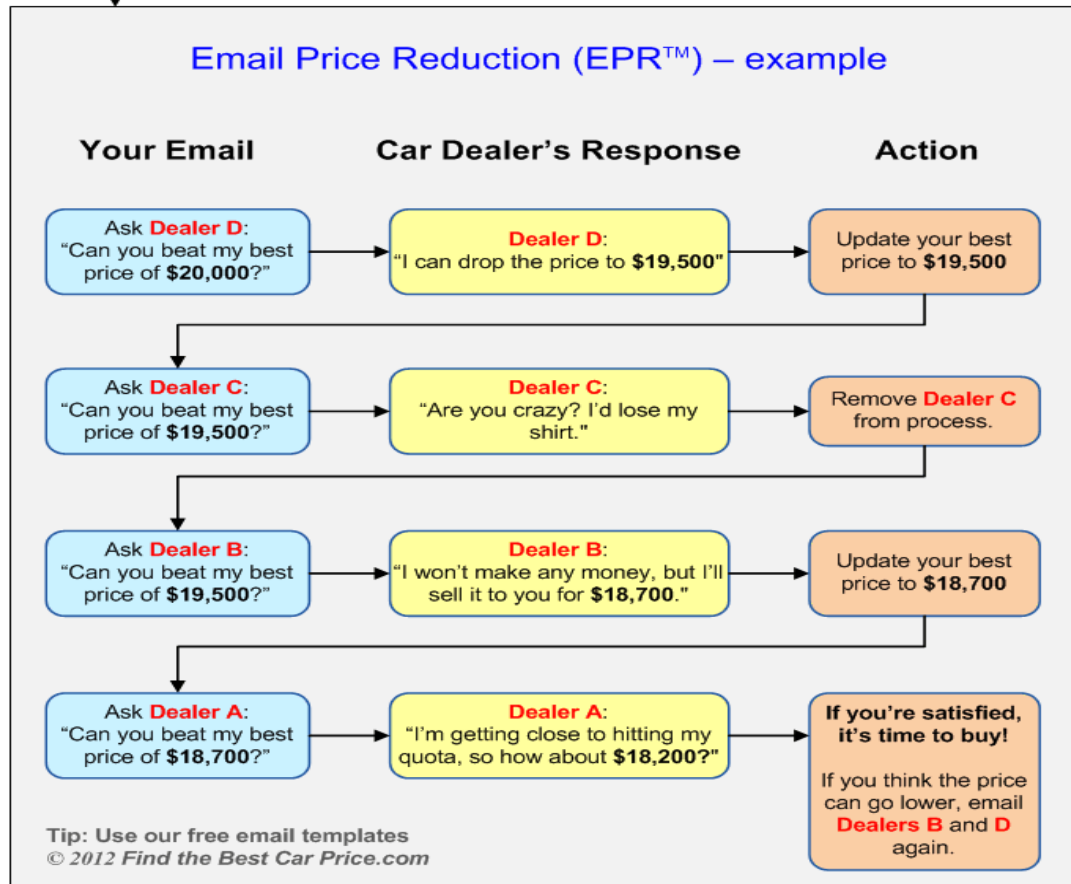 Email Price Reduction (EPR™) – example
Your Email
Car Dealer’s Response
Action
Ask Dealer D:
“Can you beat my best
price of $20,000?”
Dealer D:
“I can drop the price to $19,500"
Update your best
price to $19,500
Ask Dealer C:
“Can you beat my best
price of $19,500?”
Dealer C:
“Are you crazy? I’d lose my
shirt."
Remove Dealer C
from process.
Ask Dealer B:
“Can you beat my best
price of $19,500?”
Dealer B:
“I won’t make any money, but I’ll
sell it to you for $18,700."
Update your best
price to $18,700
Ask Dealer A:
“Can you beat my best
price of $18,700?”
Dealer A:
“I’m getting close to hitting my
quota, so how about $18,200?"
If you’re satisfied,
it’s time to buy!
If you think the price
can go lower, email
Dealers B and D
again.
Tip: Use our free email templates
© 2012 Find the Best Car Price.com